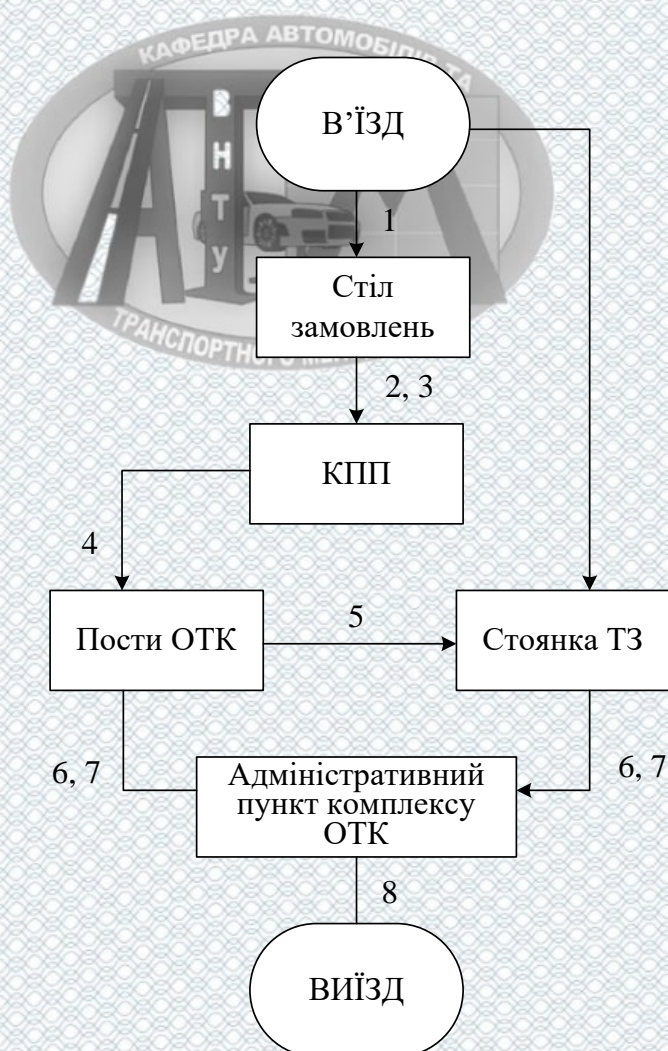 КАФЕДРА АВТОМОБІЛІВ ТА
ВНТУ
В’ЇЗД
1
Стіл
замовлень
ТРАНСПОРТНОГО
2, 3
КПП
4
Пости ОТК
5
Стоянка ТЗ
6, 7
Адміністративний
пункт комплексу
ОТК
6, 7
8
ВИЇЗД